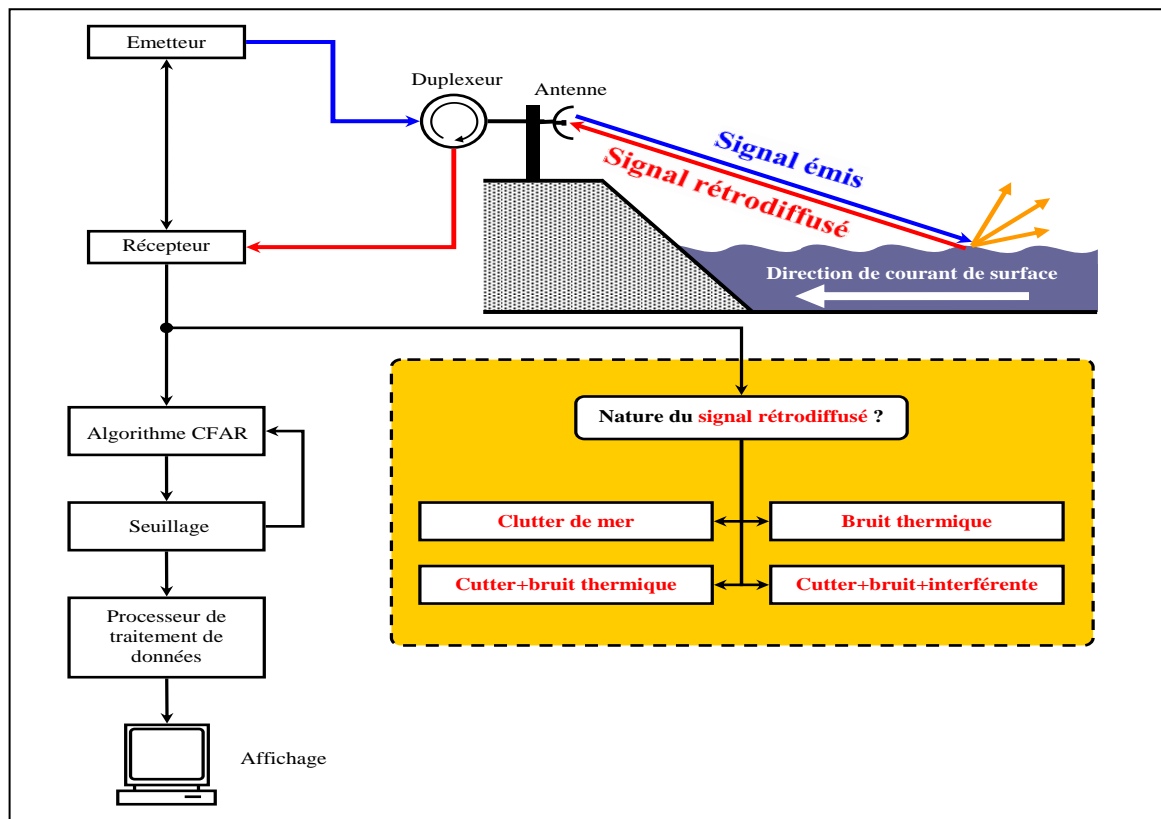 Emetteur
Duplexeur
Antenne
Signal émis
Signal rétrodiffusé
Récepteur
Direction de courant de surface
Nature du signal rétrodiffusé ?
Algorithme CFAR
Seuillage
Clutter de mer
Bruit thermique
Cutter+bruit thermique
Cutter+bruit+interférente
Processeur de
traitement de
données
Affichage